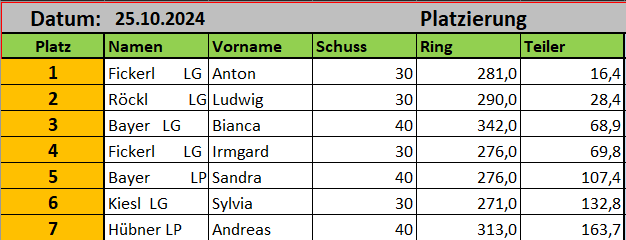 Datum: 25.10.2024 Platzierung
Platz Namen Vorname Schuss Ring Teiler
1 Fickerl LG Anton 30 281,0 16,4
2 Röckl LG Ludwig 30 290,0 28,4
3 Bayer LG Bianca 40 342,0 68,9
4 Fickerl LG Irmgard 30 276,0 69,8
5 Bayer LP Sandra 40 276,0 107,4
6 Kiesl LG Sylvia 30 271,0 132,8
7 Hübner LP Andreas 40 313,0 163,7